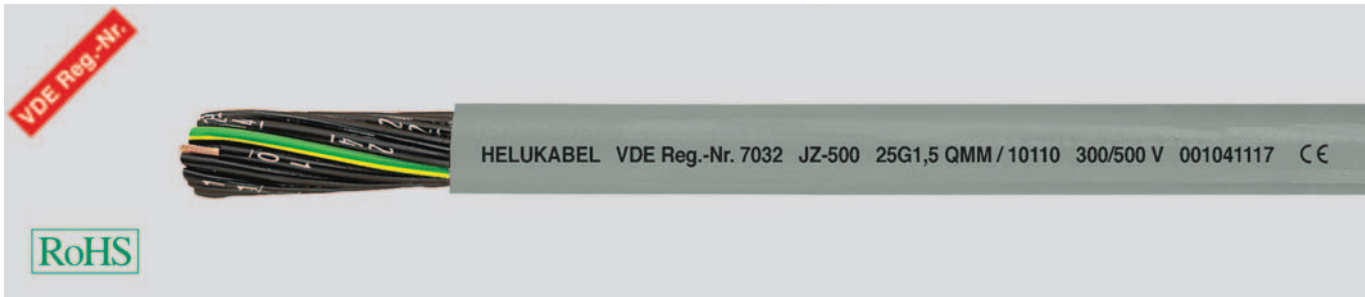 VDE Reg.-Nr.
HELUKABEL VDE Reg.-Nr. 7032 JZ-500 25G1,5 QMM / 10110 300/500 V 001041117 CE
RoHS